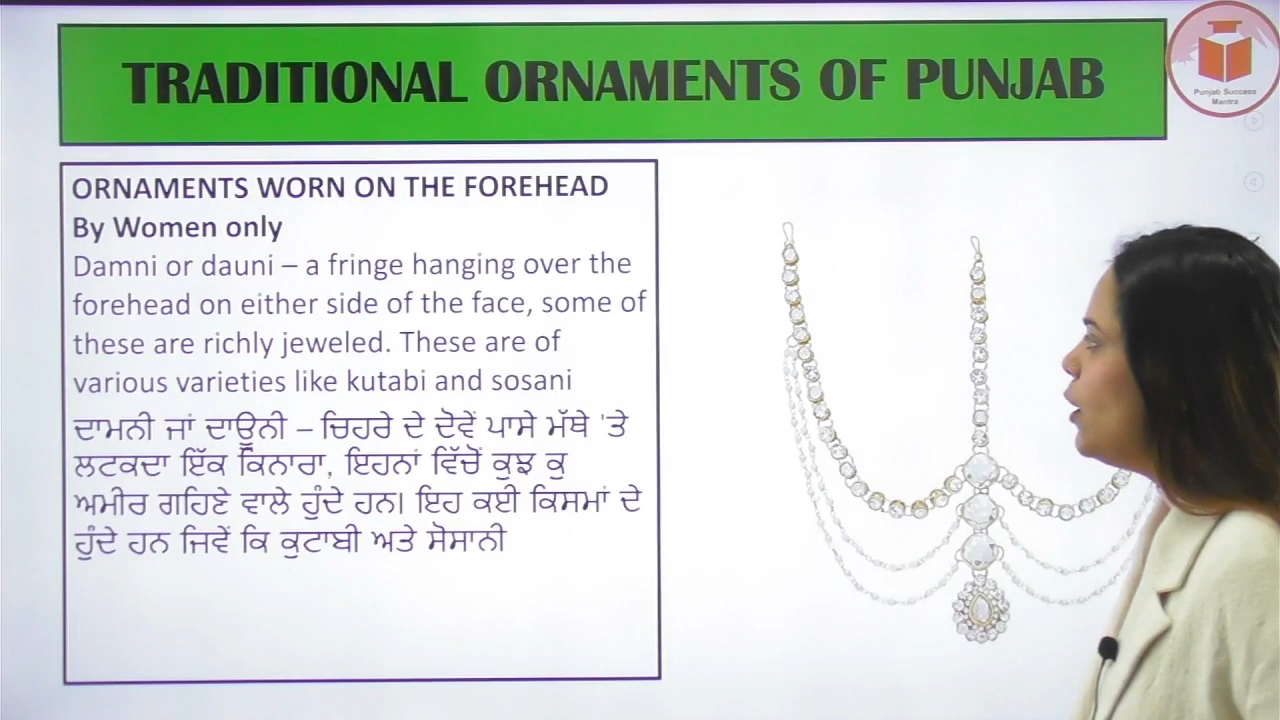 TRADITIONAL ORNAMENTS OF PUNJAB
Punjab Success
Mantra
ORNAMENTS WORN ON THE FOREHEAD
By Women only
Damni or dauni – a fringe hanging over the
forehead on either side of the face, some of
these are richly jeweled. These are of
various varieties like kutabi and sosani
ਦਾਮਨੀ ਜਾਂ ਦਾਊਨੀ – ਚਿਹਰੇ ਦੇ ਦੋਵੇਂ ਪਾਸੇ ਮੱਥੇ 'ਤੇ
ਲਟਕਦਾ ਇੱਕ ਕਿਨਾਰਾ, ਇਹਨਾਂ ਵਿੱਚੋਂ ਕੁਝ ਕੁ
ਅਮੀਰ ਗਹਿਣੇ ਵਾਲੇ ਹੁੰਦੇ ਹਨ। ਇਹ ਕਈ ਕਿਸਮਾਂ ਦੇ
ਹੁੰਦੇ ਹਨ ਜਿਵੇਂ ਕਿ ਕੁਟਾਬੀ ਅਤੇ ਸੋਸਾਨੀ